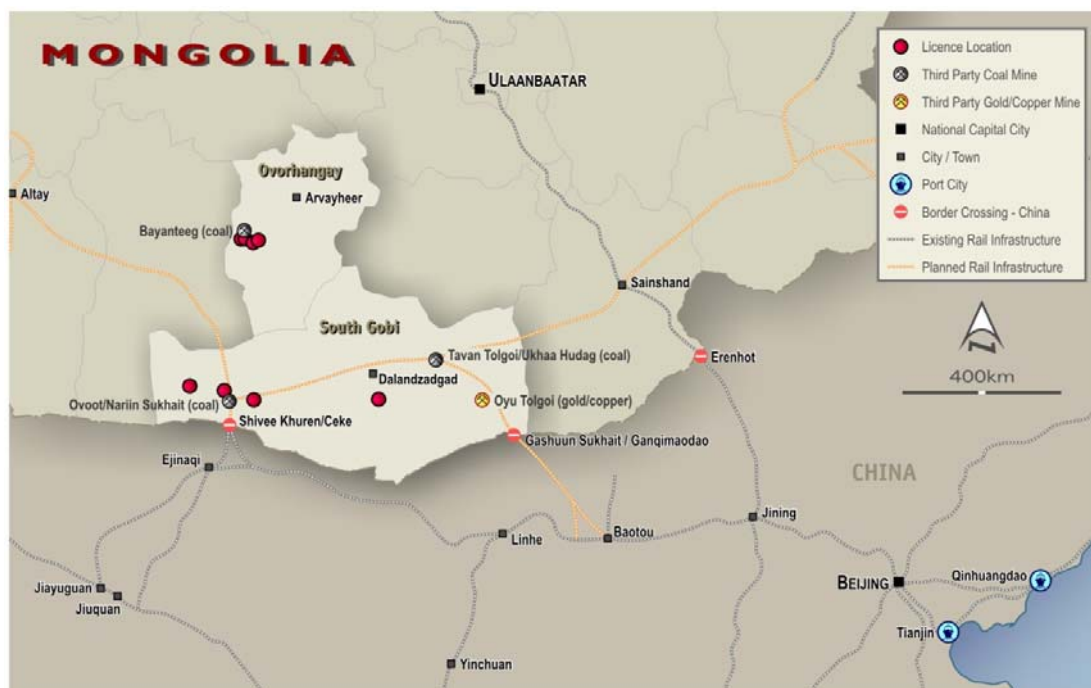 MONGOLIA
ULAANBAATAR
Ovorhangay
Arvayheer
Altay
Bayanteeg (coal)
Sainshand
South Gobi
Tavan Tolgoi/Ukhaa Hudag (coal)
Erenhot
Dalandzadgad
Ovoot/Nariin Sukhait (coal)
Oyu Tolgoi (gold/copper)
Shivee Khuren/Ceke
Gashuun Sukhait / Ganqimaodao
Ejinaqi
CHINA
Jining
Linhe
Baotou
Jiayuguan
Jiuquan
BEIJING
Qinhuangdao
Tianjin
Yinchuan
Licence Location
Third Party Coal Mine
Third Party Gold/Copper Mine
National Capital City
City / Town
Port City
Border Crossing - China
Existing Rail Infrastructure
Planned Rail Infrastructure
400km